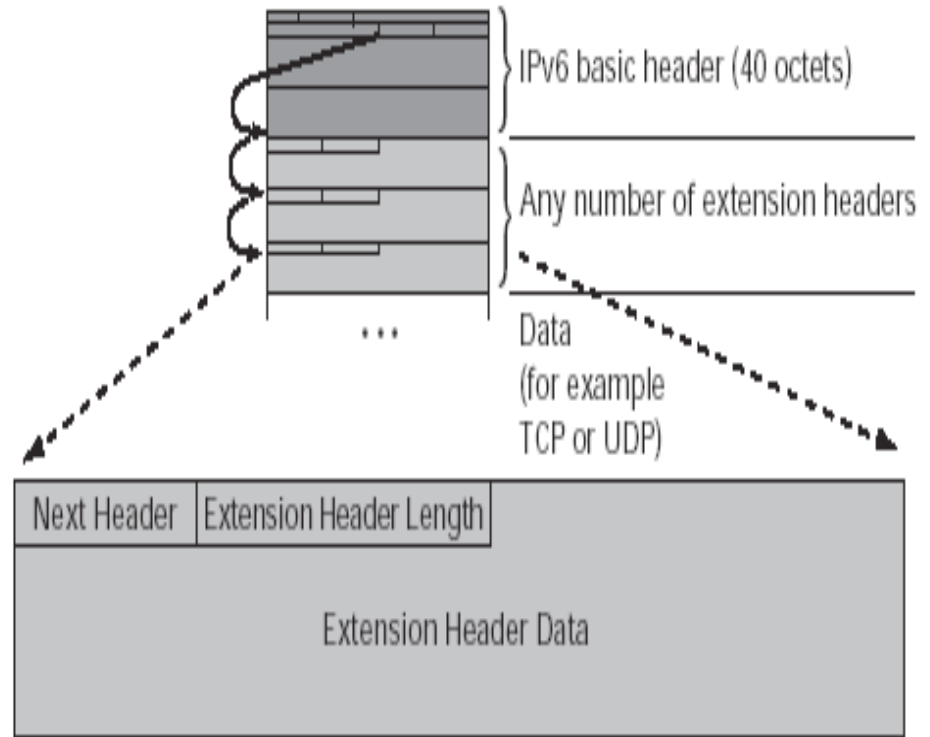 IPv6 basic header (40 octets)
Any number of extension headers
...
Data
(for example
TCP or UDP)
Next Header
Extension Header Length
Extension Header Data